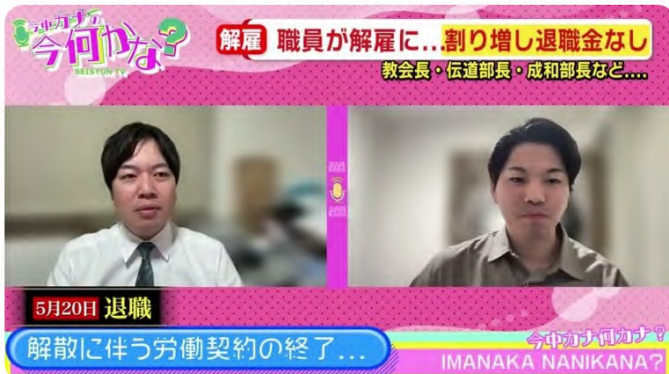 今中カナの
今何かな?
SEISYUN TV
解雇 職員が解雇に…割り増し退職金なし
教会長・伝道部長・成和部長など….
5月20日 退職
解散に伴う労働契約の終了…
今中カナ何カナ?
IMANAKA NANIKANA?